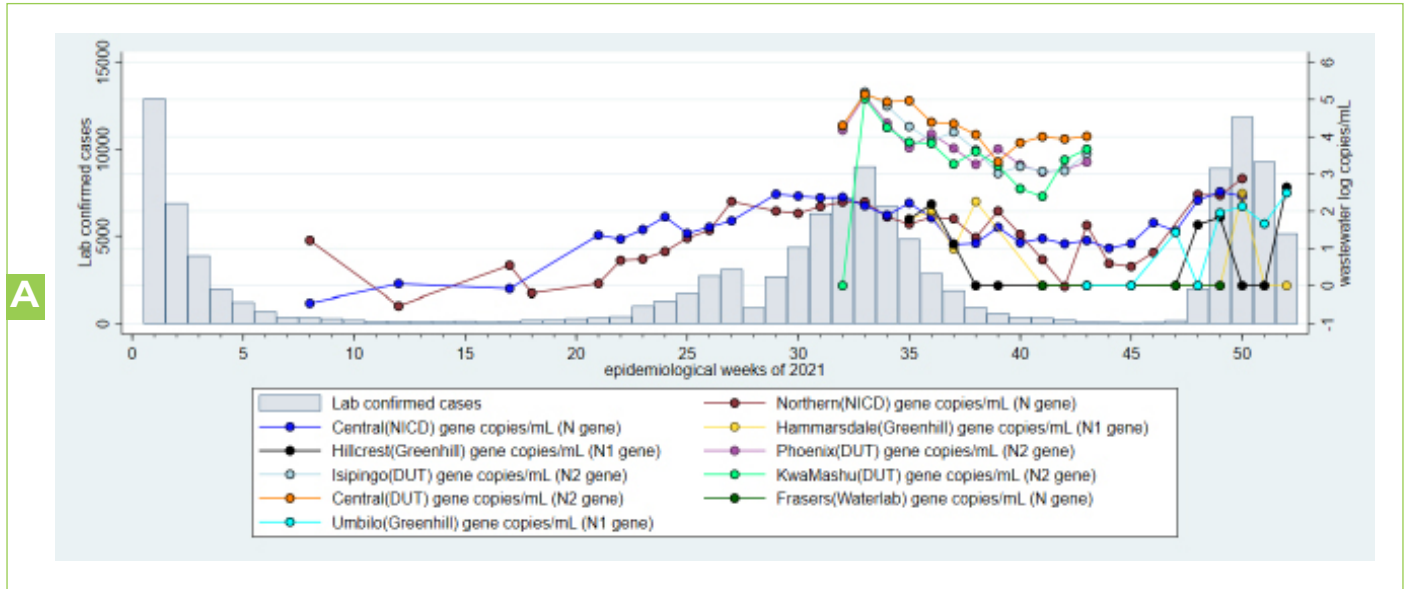 A
15000
10000
5000
0
Lab confirmed cases
6
5
4
3
2
1
0
-1
wastewater log copies/mL
0 5 10 15 20 25 30 35 40 45 50
epidemiological weeks of 2021
Lab confirmed cases
Northern(NICD) gene copies/mL (N gene)
Central(NICD) gene copies/mL (N gene)
Hammarsdale(Greenhill) gene copies/mL (N1 gene)
Hillcrest(Greenhill) gene copies/mL (N1 gene)
Phoenix(DUT) gene copies/mL (N2 gene)
Isipingo(DUT) gene copies/mL (N2 gene)
KwaMashu(DUT) gene copies/mL (N2 gene)
Central(DUT) gene copies/mL (N2 gene)
Frasers(Waterlab) gene copies/mL (N gene)
Umbilo(Greenhill) gene copies/mL (N1 gene)